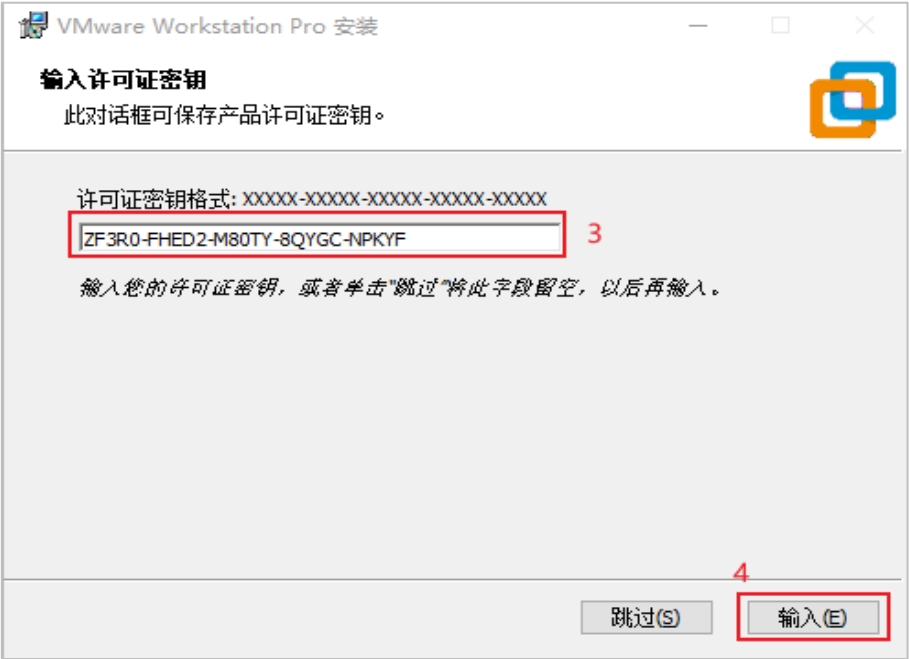 VMware Workstation Pro 安装
输入许可证密钥
此对话框可保存产品许可证密钥。
许可证密钥格式: XXXXX-XXXXX-XXXXX-XXXXX-XXXXX
ZF3R0-FHED2-M80TY-8QYGC-NPKYF
3
输入您的许可证密钥，或者单击"跳过"将此字段留空，以后再输入。
4
跳过(S)
输入(E)